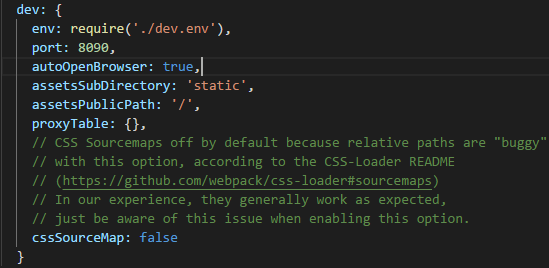 dev: {
env: require('./dev.env'),
port: 8090,
autoOpenBrowser: true,
assetsSubDirectory: 'static',
assetsPublicPath: '/',
proxyTable: {},
// CSS Sourcemaps off by default because relative paths are "buggy"
// with this option, according to the CSS-Loader README
// (https://github.com/webpack/css-loader#sourcemaps)
// In our experience, they generally work as expected,
// just be aware of this issue when enabling this option.
cssSourceMap: false
}